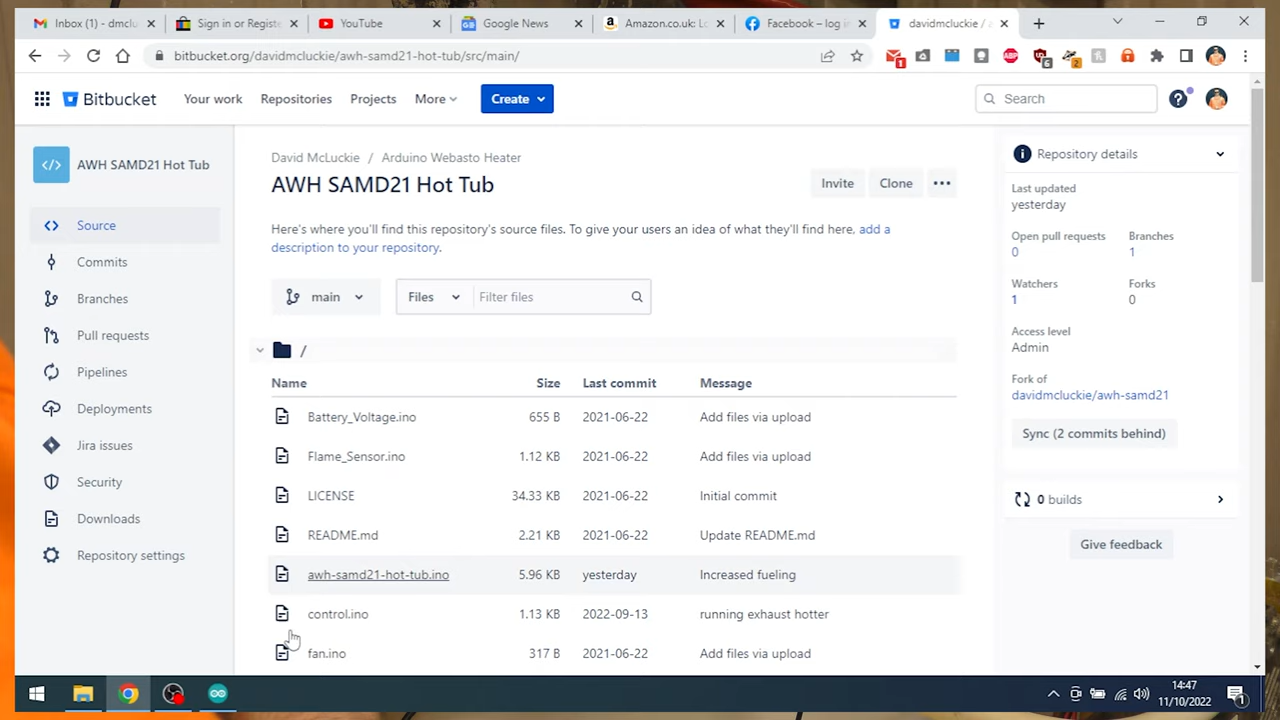 Inbox (1) - dmclu
Sign in or Registe
YouTube
Google News
Amazon.co.uk: Lo
Facebook – log in
davidmcluckie / a
bitbucket.org/davidmcluckie/awh-samd21-hot-tub/src/main/
1
ABP
6
2
Bitbucket
Your work
Repositories
Projects
More
Create
Search
AWH SAMD21 Hot Tub
Source
Commits
Branches
Pull requests
Pipelines
Deployments
Jira issues
Security
Downloads
Repository settings
David McLuckie / Arduino Webasto Heater
AWH SAMD21 Hot Tub
Invite
Clone
Here's where you'll find this repository's source files. To give your users an idea of what they'll find here, add a
description to your repository.
main
Files
Filter files
/
Name Size Last commit Message
Battery_Voltage.ino 655 B 2021-06-22 Add files via upload
Flame_Sensor.ino 1.12 KB 2021-06-22 Add files via upload
LICENSE 34.33 KB 2021-06-22 Initial commit
README.md 2.21 KB 2021-06-22 Update README.md
awh-samd21-hot-tub.ino 5.96 KB yesterday Increased fueling
control.ino 1.13 KB 2022-09-13 running exhaust hotter
fan.ino 317 B 2021-06-22 Add files via upload
Repository details
Last updated
yesterday
Open pull requests Branches
0 1
Watchers Forks
1 0
Access level
Admin
Fork of
davidmcluckie/awh-samd21
Sync (2 commits behind)
0 builds
Give feedback
14:47
11/10/2022
1